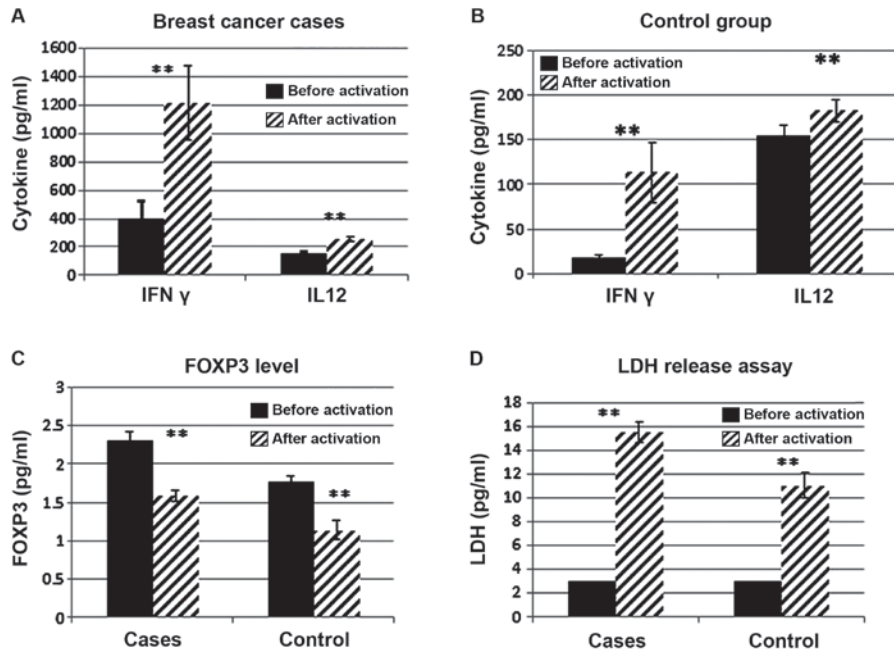 A
Breast cancer cases
Cytokine (pg/ml)
1600
1400
1200
1000
800
600
400
200
0
**
**
Before activation
After activation
IFN γ
IL12
B
Control group
Cytokine (pg/ml)
250
200
150
100
50
0
Before activation
After activation
**
**
IFN γ
IL12
C
FOXP3 level
FOXP3 (pg/ml)
3
2.5
2
1.5
1
0.5
0
Before activation
After activation
**
**
Cases
Control
D
LDH release assay
LDH (pg/ml)
18
16
14
12
10
8
6
4
2
0
**
Before activation
After activation
**
Cases
Control